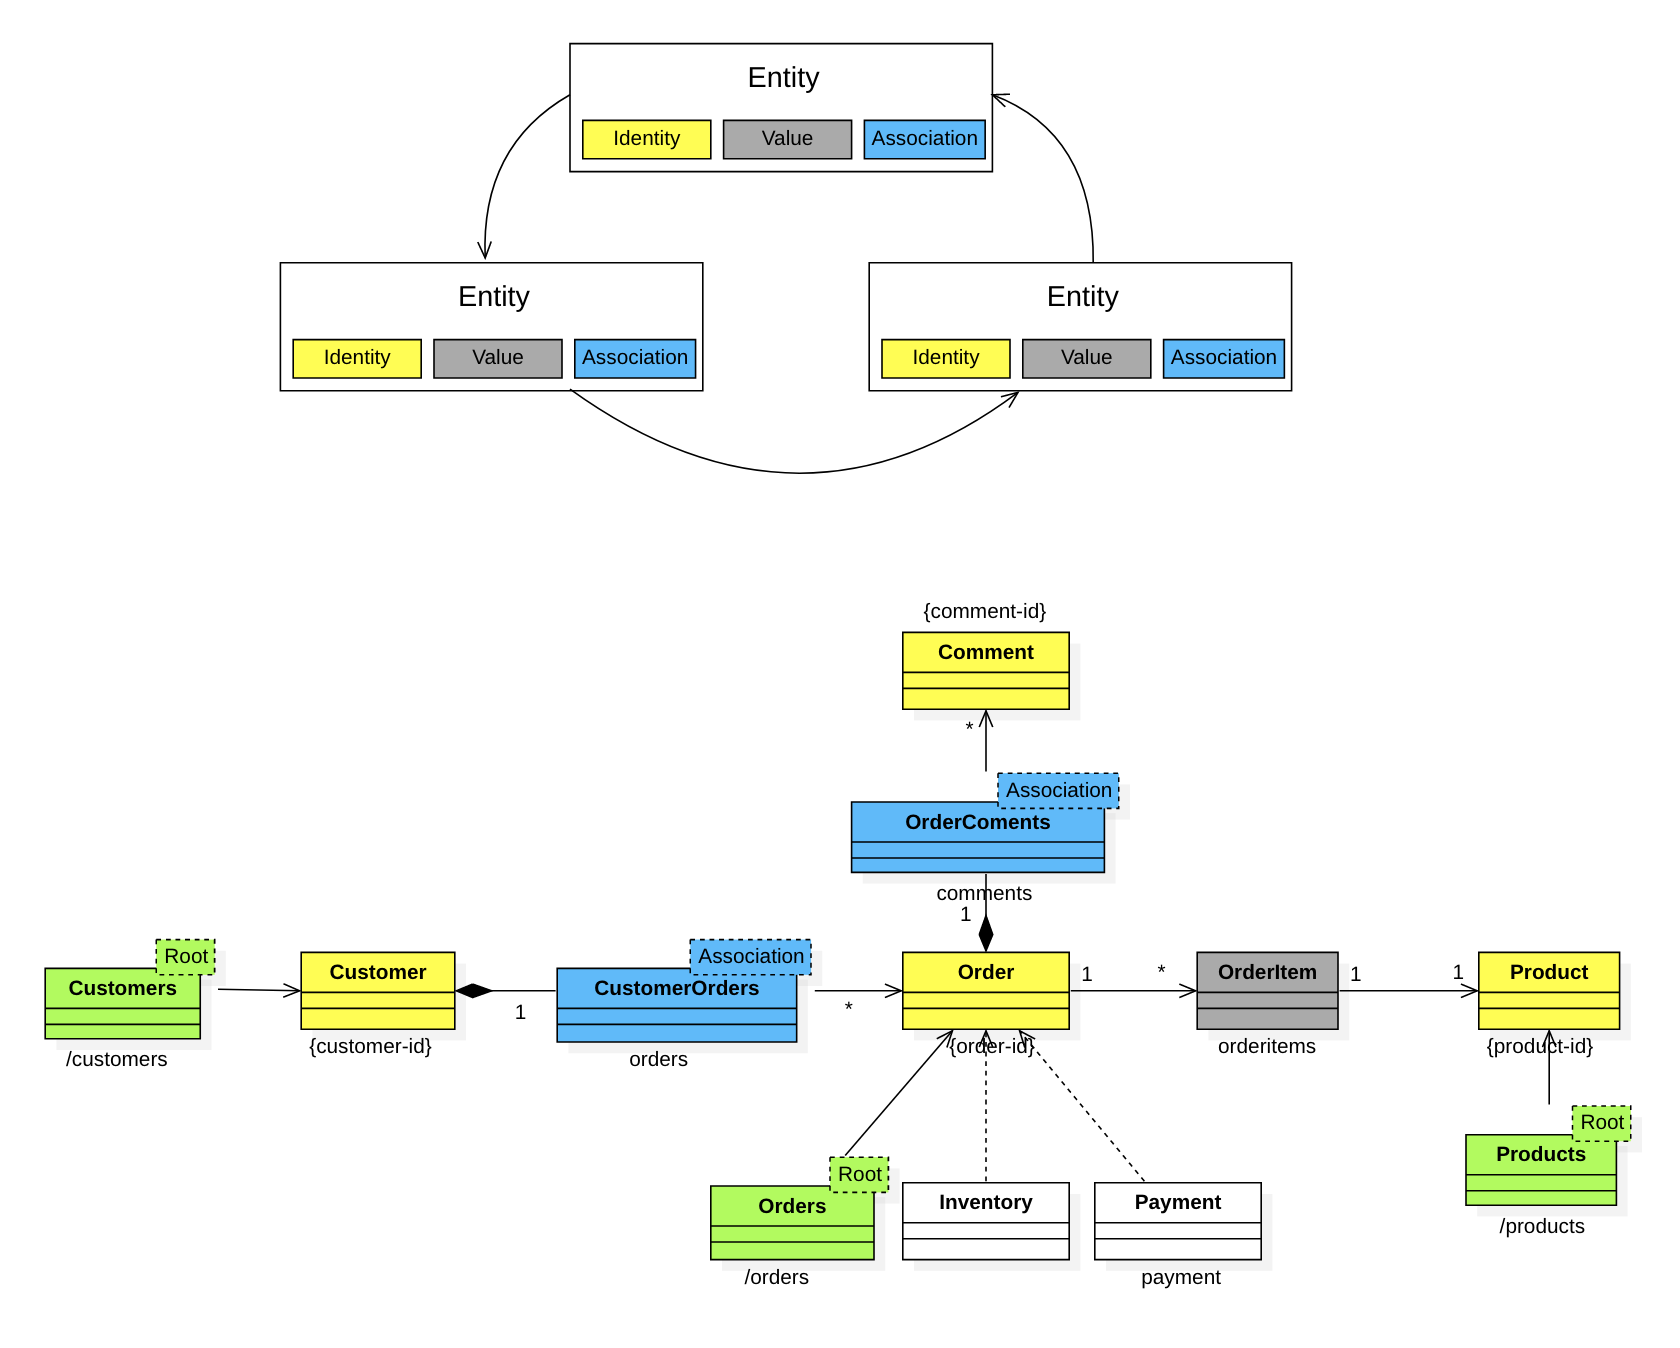 Entity
Identity
Value
Association
Entity
Identity
Value
Association
Entity
Identity
Value
Association
{comment-id}
Comment
*
Association
OrderComents
comments
1
Root
Customers
/customers
Customer
{customer-id}
1
Association
CustomerOrders
orders
*
Order
{order-id}
1
*
OrderItem
orderitems
1
1
Product
{product-id}
Root
Orders
/orders
Inventory
Payment
payment
Root
Products
/products